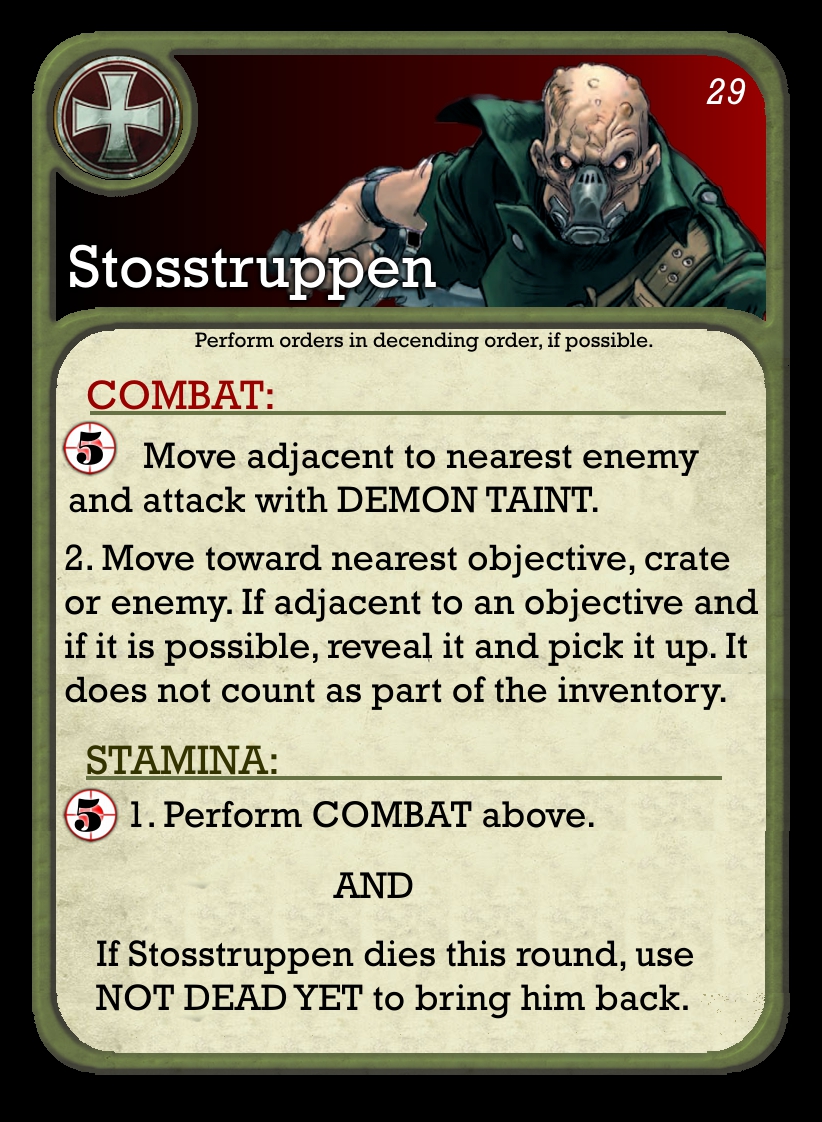 29
Stosstruppen
Perform orders in decending order, if possible.
COMBAT:
5 Move adjacent to nearest enemy
and attack with DEMON TAINT.
2. Move toward nearest objective, crate
or enemy. If adjacent to an objective and
if it is possible, reveal it and pick it up. It
does not count as part of the inventory.
STAMINA:
5 1. Perform COMBAT above.
AND
If Stosstruppen dies this round, use
NOT DEAD YET to bring him back.